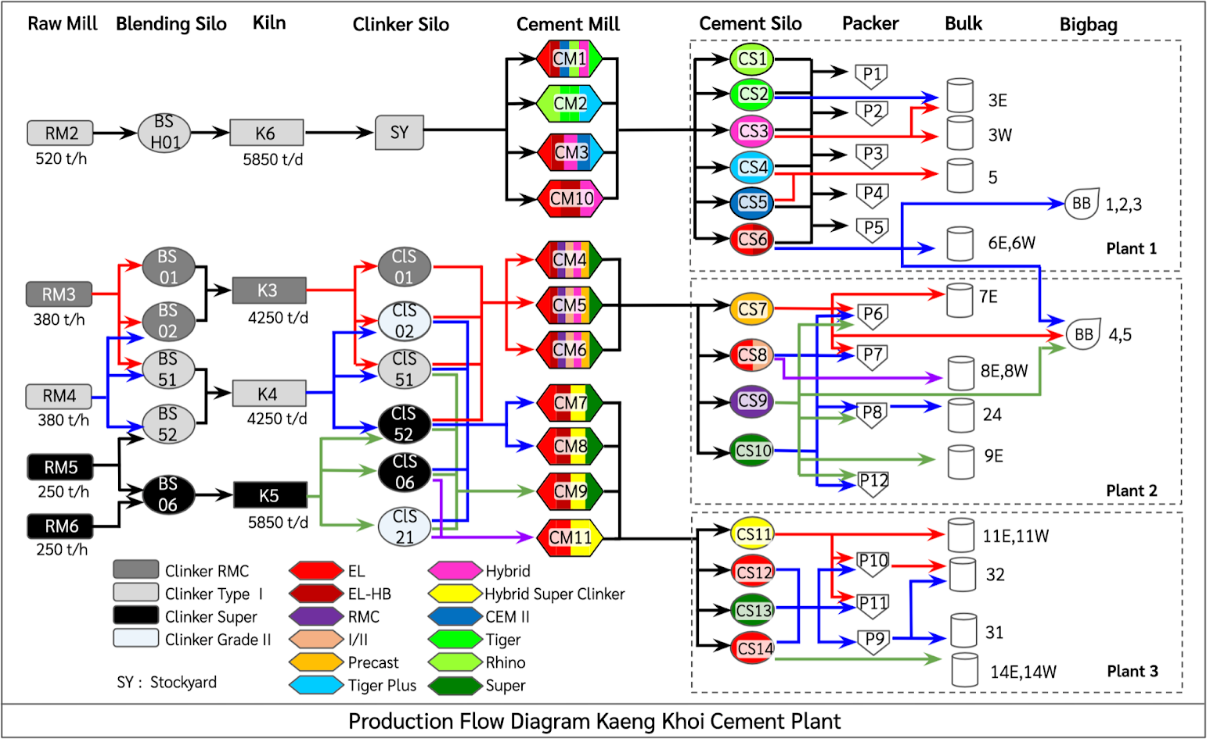 Raw Mill Blending Silo Kiln Clinker Silo Cement Mill Cement Silo Packer Bulk Bigbag
RM2
520 t/h
BS
H01
K6
5850 t/d
SY
CM1
CM2
CM3
CM10
CS1
CS2
CS3
CS4
CS5
CS6
P1
P2
P3
P4
P5
3E
3W
5
6E,6W
BB 1,2,3
Plant 1
RM3
380 t/h
RM4
380 t/h
RM5
250 t/h
RM6
250 t/h
BS
01
BS
02
BS
51
BS
52
BS
06
K3
4250 t/d
K4
4250 t/d
K5
5850 t/d
ClS
01
ClS
02
ClS
51
ClS
52
ClS
06
ClS
21
CM4
CM5
CM6
CM7
CM8
CM9
CM11
CS7
CS8
CS9
CS10
P6
P7
P8
P12
7E
8E,8W
24
9E
BB 4,5
Plant 2
CS11
CS12
CS13
CS14
P10
P11
P9
11E,11W
32
31
14E,14W
Plant 3
Clinker RMC
Clinker Type I
Clinker Super
Clinker Grade II
SY : Stockyard
EL
EL-HB
RMC
I/II
Precast
Tiger Plus
Hybrid
Hybrid Super Clinker
CEM II
Tiger
Rhino
Super
Production Flow Diagram Kaeng Khoi Cement Plant